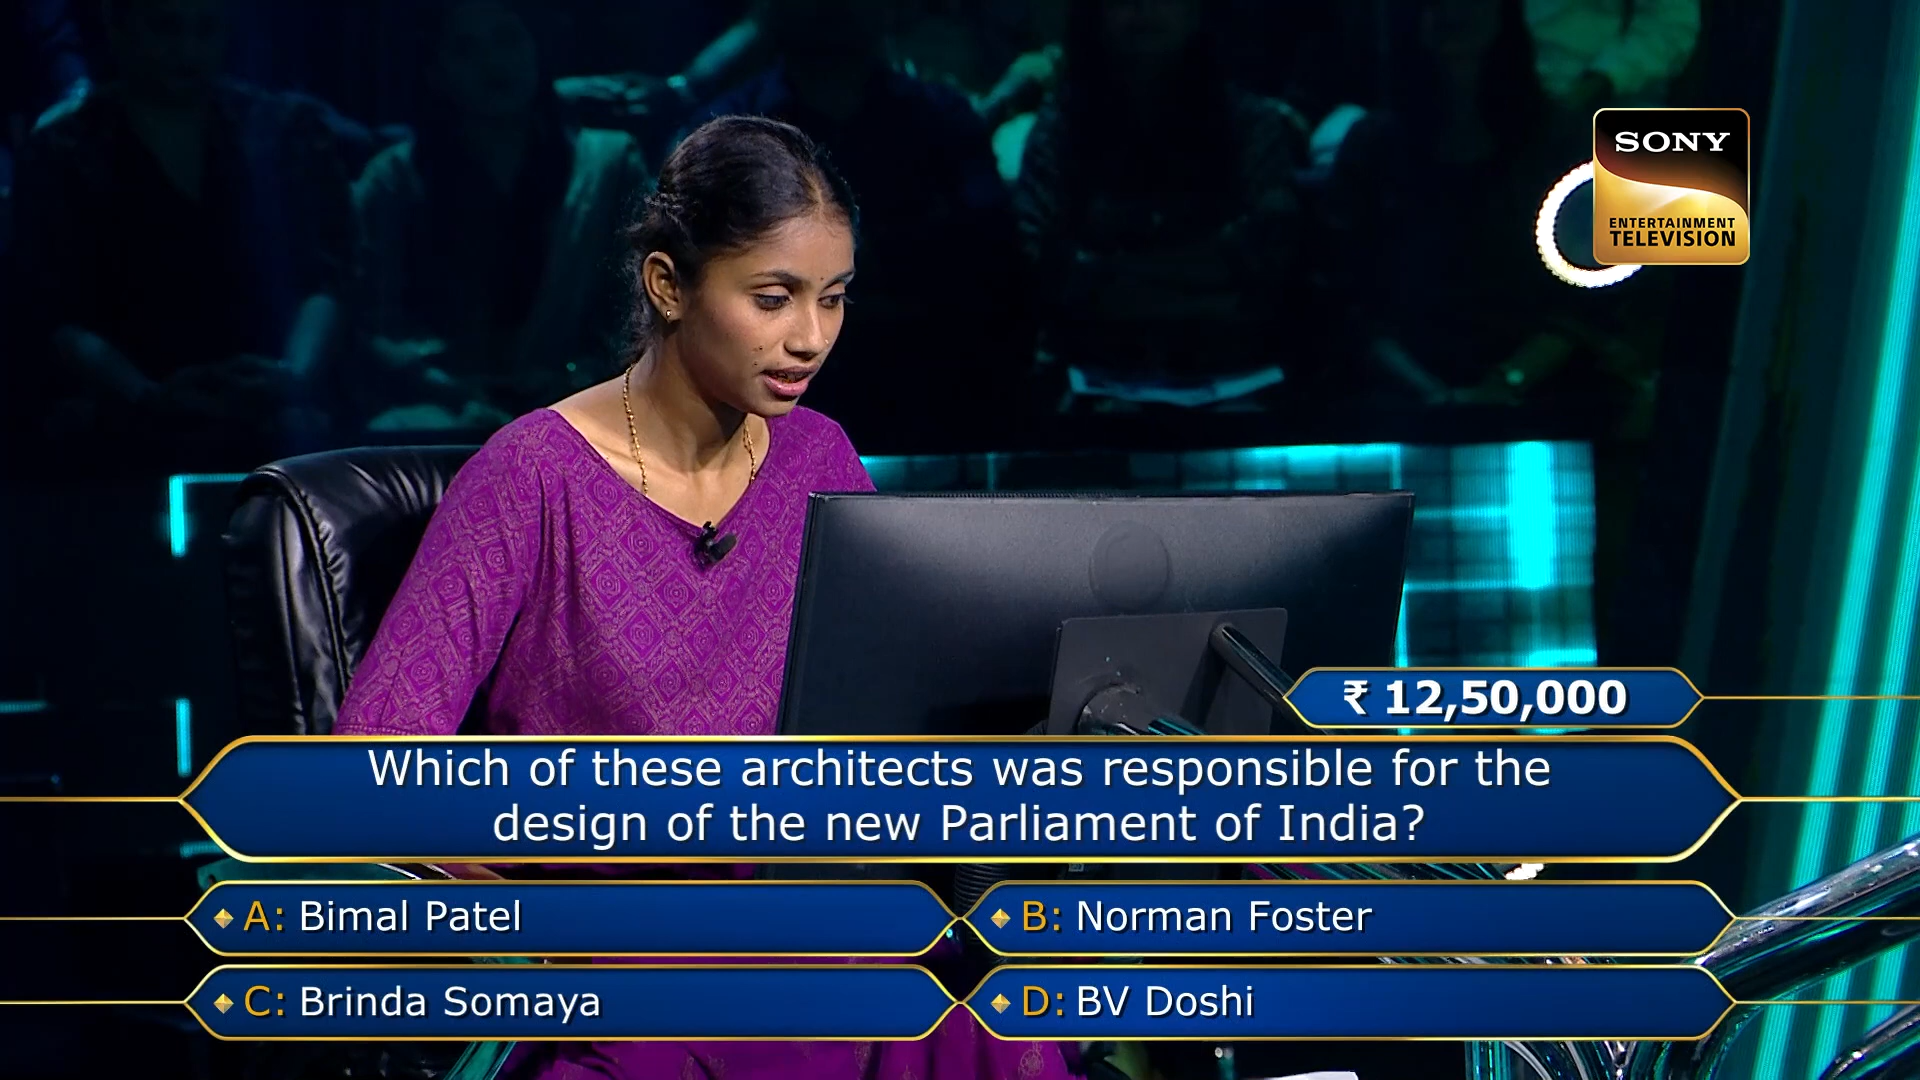 SONY
ENTERTAINMENT
TELEVISION
₹ 12,50,000
Which of these architects was responsible for the
design of the new Parliament of India?
A: Bimal Patel
B: Norman Foster
C: Brinda Somaya
D: BV Doshi